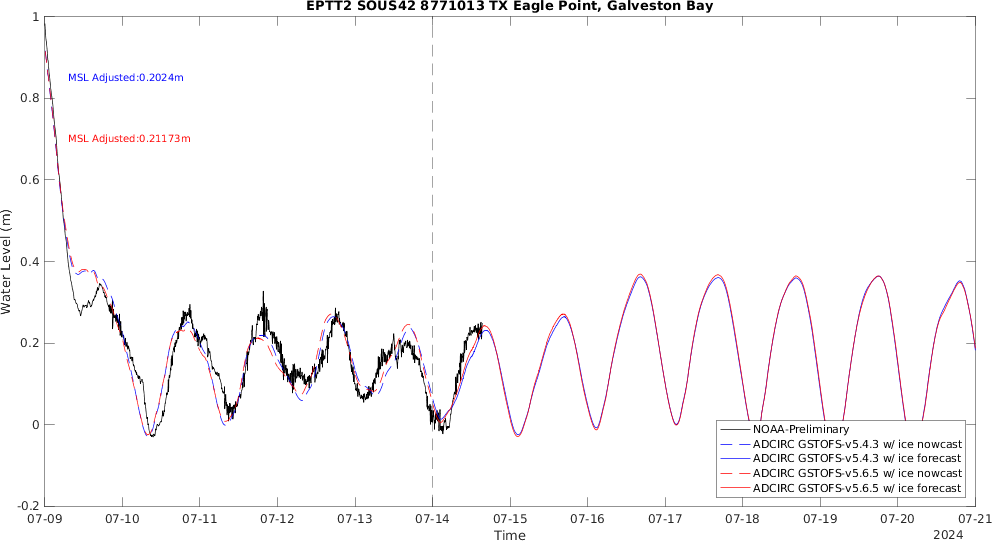 EPTT2 SOUS42 8771013 TX Eagle Point, Galveston Bay
MSL Adjusted:0.2024m
MSL Adjusted:0.21173m
Water Level (m)
1
0.8
0.6
0.4
0.2
0
-0.2
NOAA-Preliminary
ADCIRC GSTOFS-v5.4.3 w/ ice nowcast
ADCIRC GSTOFS-v5.4.3 w/ ice forecast
ADCIRC GSTOFS-v5.6.5 w/ ice nowcast
ADCIRC GSTOFS-v5.6.5 w/ ice forecast
07-09 07-10 07-11 07-12 07-13 07-14 07-15 07-16 07-17 07-18 07-19 07-20 07-21
Time
2024